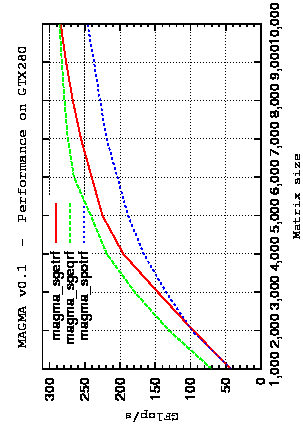 MAGMA v0.1 - Performance on GTX280
magma_sgetrf
magma_sgeqrf
magma_spotrf
300
250
200
150
100
50
0
GFlop/s
1,000 2,000 3,000 4,000 5,000 6,000 7,000 8,000 9,000 10,000
Matrix size